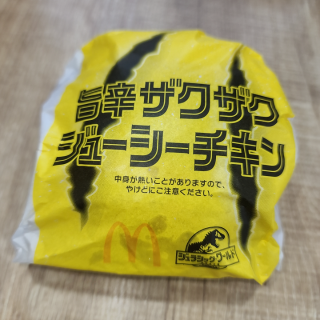 旨辛ザクザク
ジューシーチキン
中身が熱いことがありますので、
やけどにご注意ください。
ジュラシック ワールド